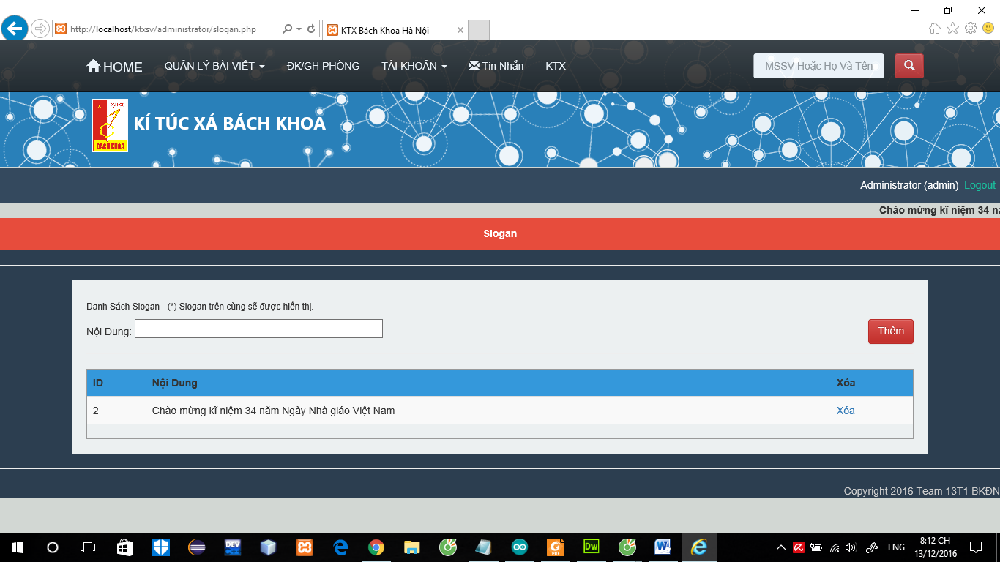 http://localhost/ktxsv/administrator/slogan.php
KTX Bách Khoa Hà Nội
HOME QUẢN LÝ BÀI VIẾT ĐK/GH PHÒNG TÀI KHOẢN Tin Nhắn KTX MSSV Hoặc Họ Và Tên
ĐẠI HỌC
BÁCH KHOA
KÍ TÚC XÁ BÁCH KHOA
Administrator (admin) Logout
Chào mừng kĩ niệm 34 nă
Slogan
Danh Sách Slogan - (*) Slogan trên cùng sẽ được hiển thị.
Nội Dung: Thêm
ID Nội Dung Xóa
2 Chào mừng kĩ niệm 34 năm Ngày Nhà giáo Việt Nam Xóa
Copyright 2016 Team 13T1 BKĐN
DEV C++
PDF
Dw
ENG
8:12 CH
13/12/2016